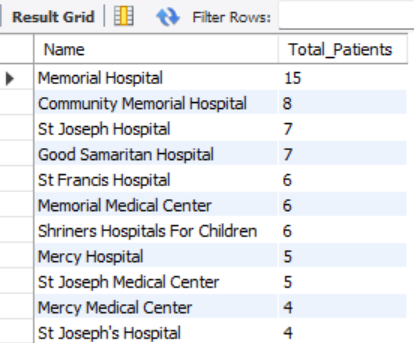 Result Grid Filter Rows:
Name Total_Patients
Memorial Hospital 15
Community Memorial Hospital 8
St Joseph Hospital 7
Good Samaritan Hospital 7
St Francis Hospital 6
Memorial Medical Center 6
Shriners Hospitals For Children 6
Mercy Hospital 5
St Joseph Medical Center 5
Mercy Medical Center 4
St Joseph's Hospital 4